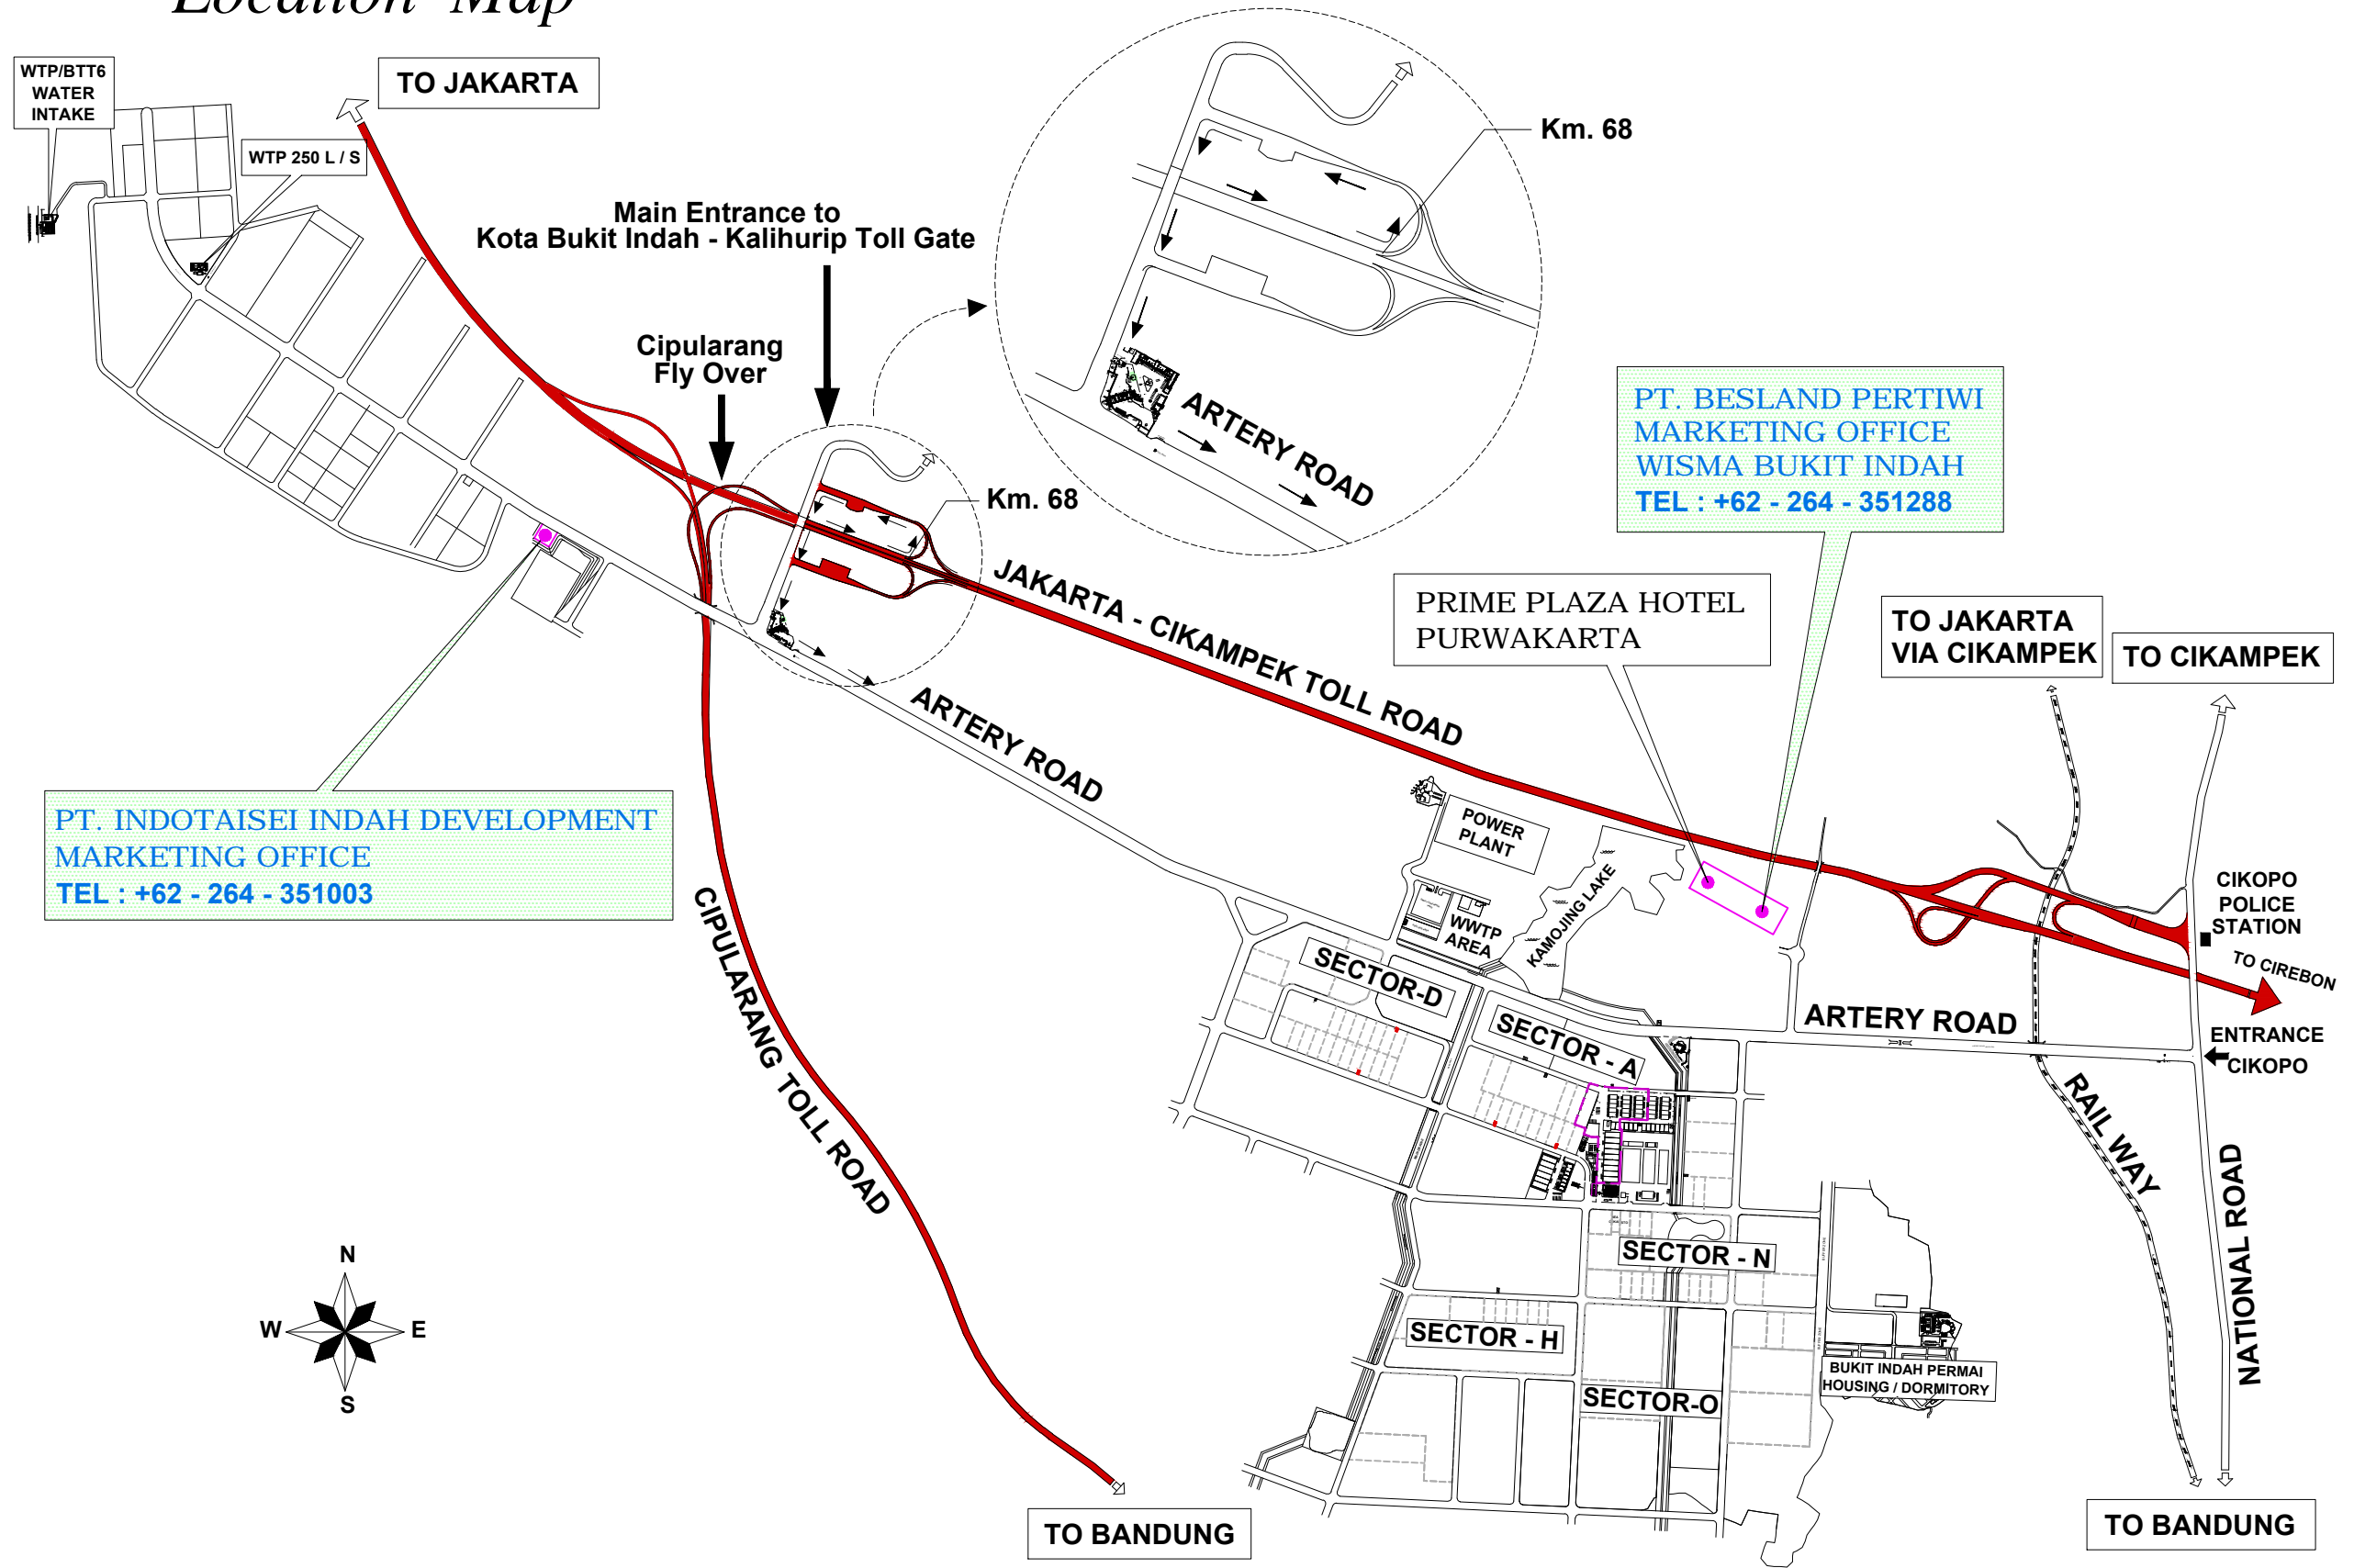 Location Map
WTP/BTT6
WATER
INTAKE
TO JAKARTA
WTP 250 L / S
Km. 68
Main Entrance to
Kota Bukit Indah - Kalihurip Toll Gate
Cipularang
Fly Over
ARTERY ROAD
Km. 68
PT. BESLAND PERTIWI
MARKETING OFFICE
WISMA BUKIT INDAH
TEL : +62 - 264 - 351288
JAKARTA - CIKAMPEK TOLL ROAD
PRIME PLAZA HOTEL
PURWAKARTA
TO JAKARTA
VIA CIKAMPEK
TO CIKAMPEK
ARTERY ROAD
PT. INDOTAISEI INDAH DEVELOPMENT
MARKETING OFFICE
TEL : +62 - 264 - 351003
POWER
PLANT
KAMOJING LAKE
WWTP
AREA
CIKOPO
POLICE
STATION
TO CIREBON
CIPULARANG TOLL ROAD
SECTOR-D
SECTOR - A
ARTERY ROAD
ENTRANCE
CIKOPO
RAIL WAY
NATIONAL ROAD
N
W
E
S
SECTOR - N
SECTOR - H
SECTOR-O
BUKIT INDAH PERMAI
HOUSING / DORMITORY
TO BANDUNG
TO BANDUNG